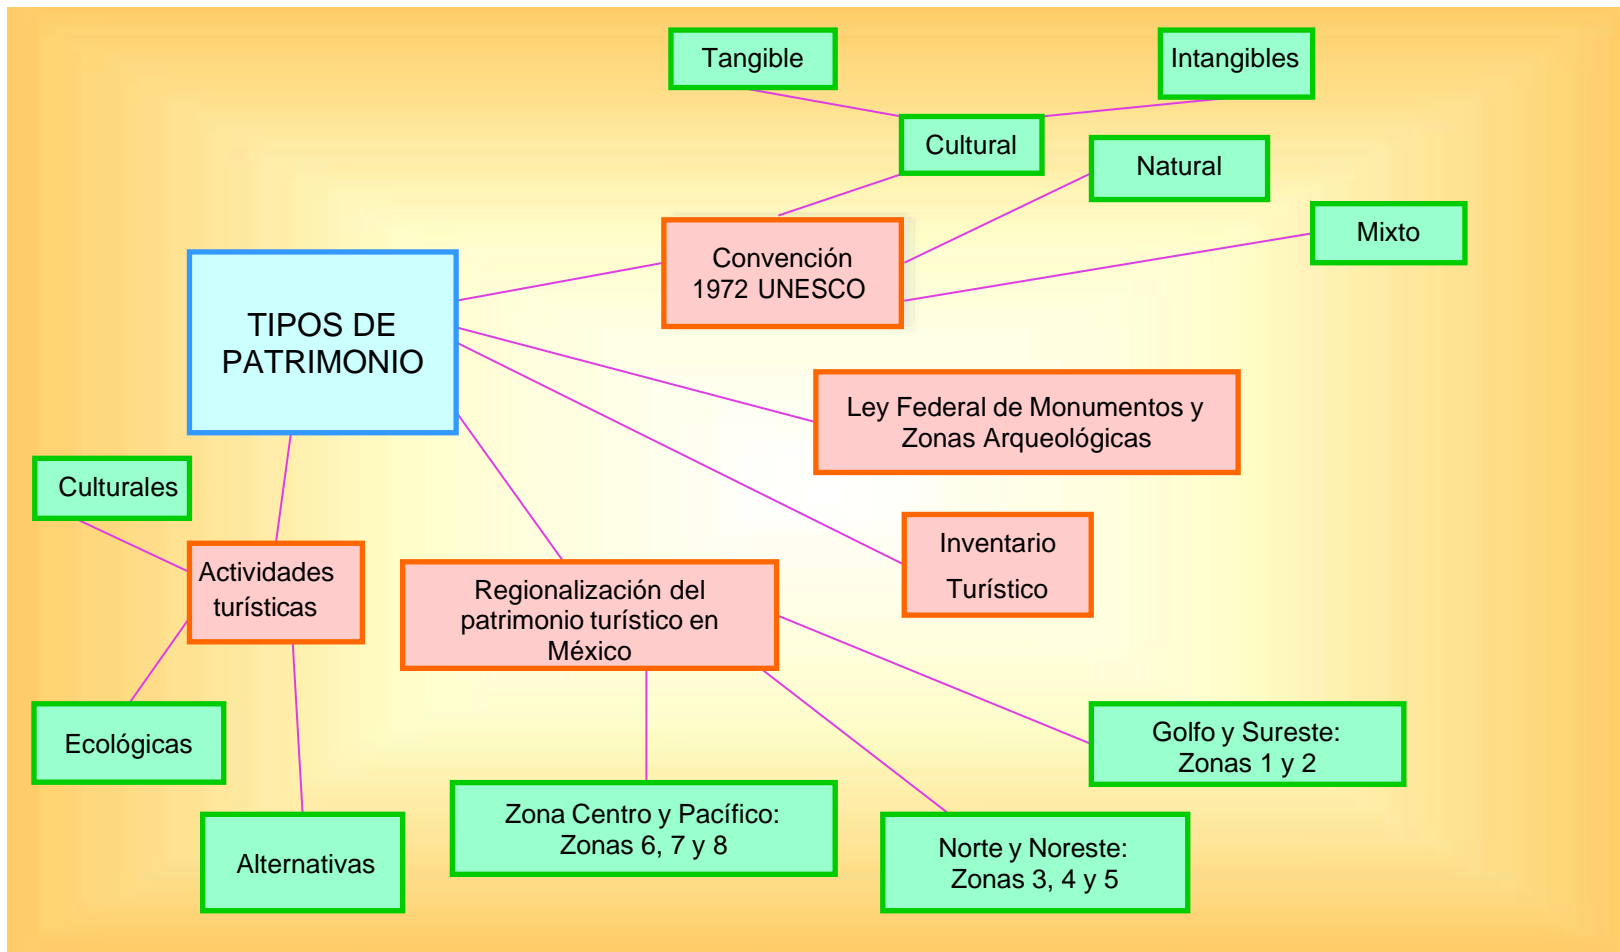 Tangible
Intangibles
Cultural
Natural
Mixto
Convención
1972 UNESCO
TIPOS DE
PATRIMONIO
Ley Federal de Monumentos y
Zonas Arqueológicas
Culturales
Inventario
Turístico
Actividades
turísticas
Regionalización del
patrimonio turístico en
México
Ecológicas
Golfo y Sureste:
Zonas 1 y 2
Zona Centro y Pacífico:
Zonas 6, 7 y 8
Norte y Noreste:
Zonas 3, 4 y 5
Alternativas